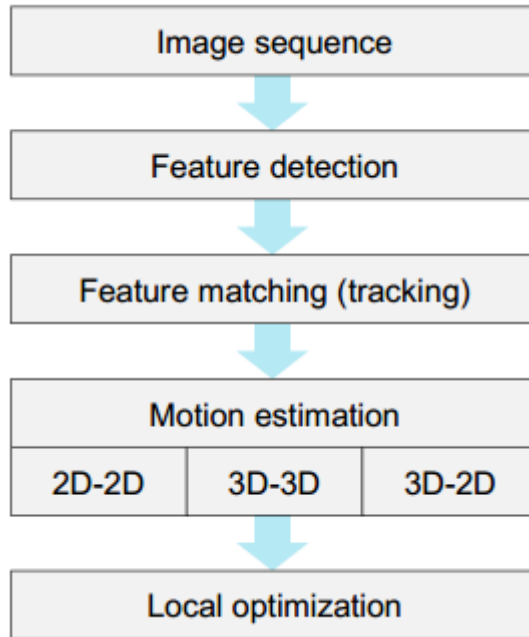 Image sequence
Feature detection
Feature matching (tracking)
Motion estimation
2D-2D 3D-3D 3D-2D
Local optimization